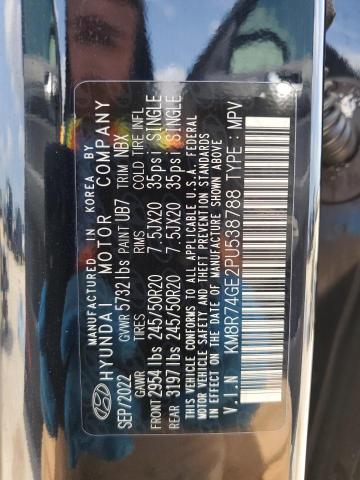 MANUFACTURED IN KOREA BY
HYUNDAI MOTOR COMPANY
SEP/2022 GVWR 5732 lbs PAINT UB7 TRIM NBX
TIRES RIMS COLD TIRE INFL
FRONT 2954 lbs 245/50R20 7.5JX20 35psi SINGLE
REAR 3197 lbs 245/50R20 7.5JX20 35psi SINGLE
THIS VEHICLE CONFORMS TO ALL APPLICABLE U.S.A. FEDERAL
MOTOR VEHICLE SAFETY AND THEFT PREVENTION STANDARDS
IN EFFECT ON THE DATE OF MANUFACTURE SHOWN ABOVE
V.I.N KM8R74GE2PU538788 TYPE: MPV